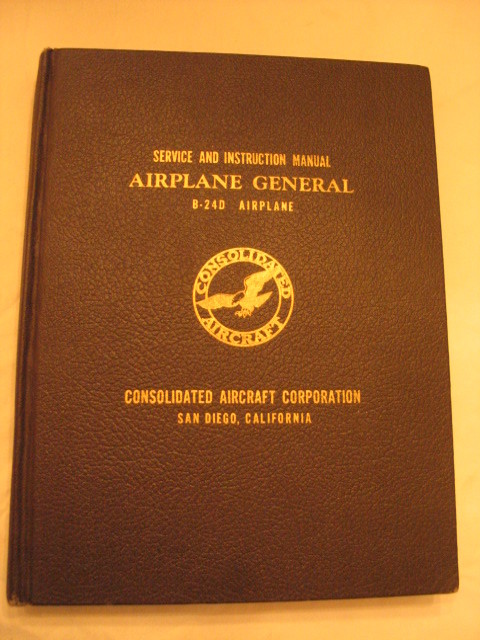 SERVICE AND INSTRUCTION MANUAL
AIRPLANE GENERAL
B-24D AIRPLANE
CONSOLIDATED
AIRCRAFT
CONSOLIDATED AIRCRAFT CORPORATION
SAN DIEGO, CALIFORNIA